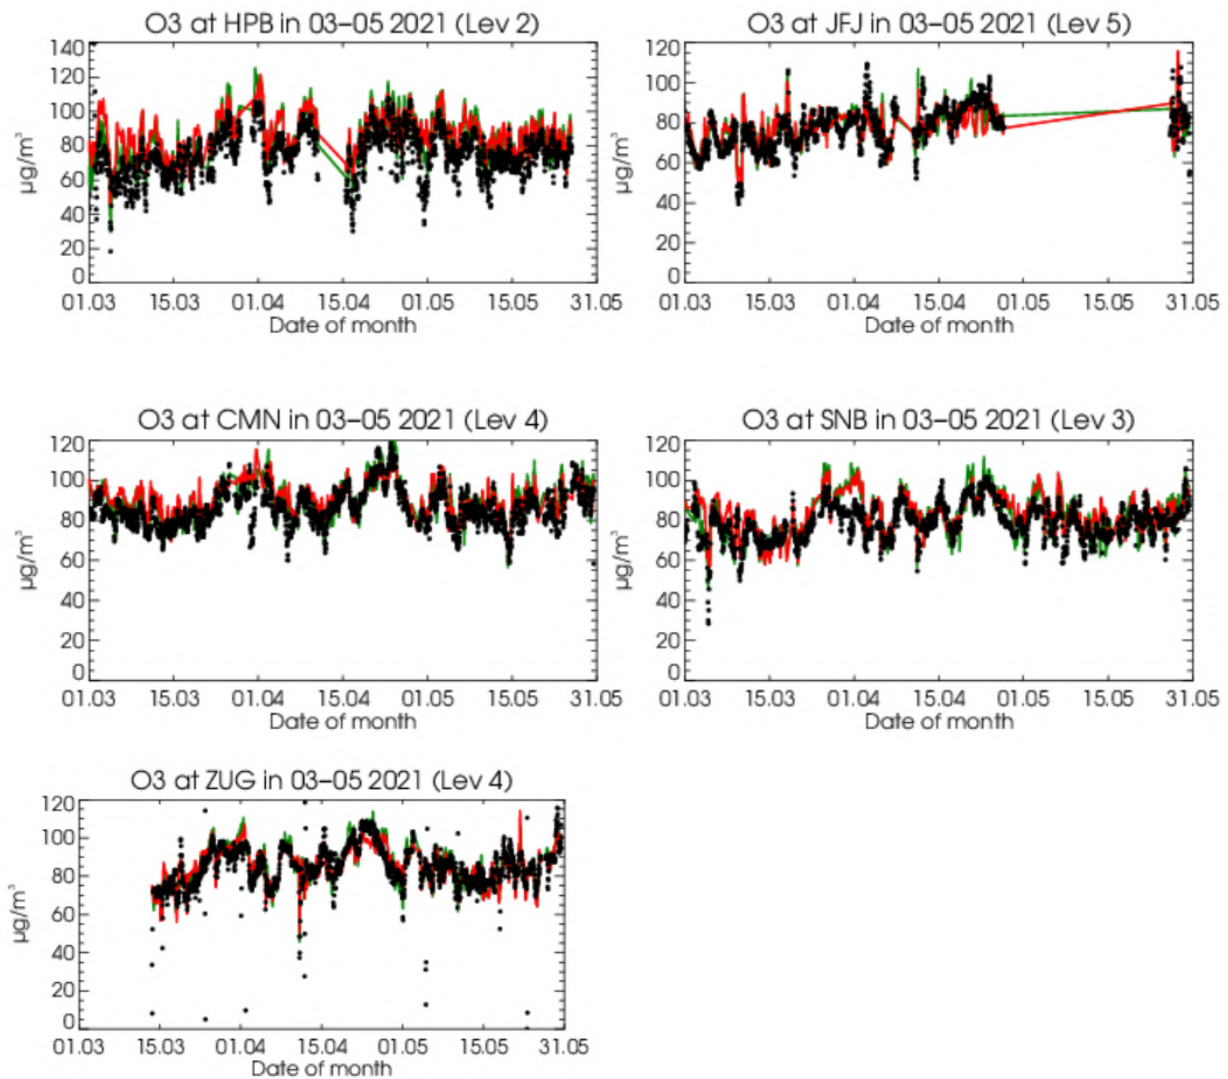 O3 at HPB in 03–05 2021 (Lev 2)
140
120
100
80
60
40
20
0
µg/m³
01.03 15.03 01.04 15.04 01.05 15.05 31.05
Date of month
O3 at JFJ in 03–05 2021 (Lev 5)
120
100
80
60
40
20
0
µg/m³
01.03 15.03 01.04 15.04 01.05 15.05 31.05
Date of month
O3 at CMN in 03–05 2021 (Lev 4)
120
100
80
60
40
20
0
µg/m³
01.03 15.03 01.04 15.04 01.05 15.05 31.05
Date of month
O3 at SNB in 03–05 2021 (Lev 3)
120
100
80
60
40
20
0
µg/m³
01.03 15.03 01.04 15.04 01.05 15.05 31.05
Date of month
O3 at ZUG in 03–05 2021 (Lev 4)
120
100
80
60
40
20
0
µg/m³
01.03 15.03 01.04 15.04 01.05 15.05 31.05
Date of month